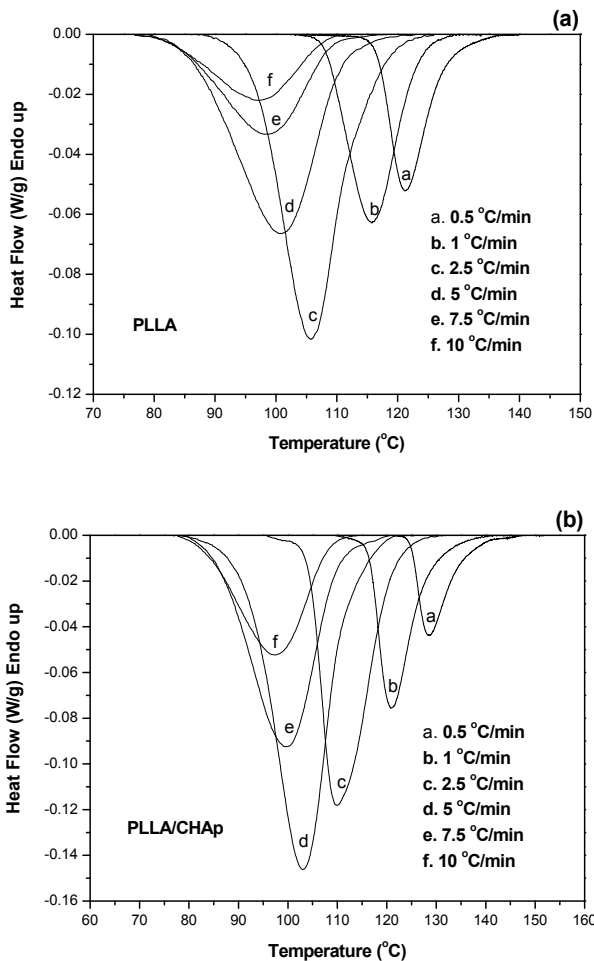 (a)
0.00
-0.02
-0.04
-0.06
-0.08
-0.10
-0.12
Heat Flow (W/g) Endo up
f
e
d
c
b
a
a. 0.5 °C/min
b. 1 °C/min
c. 2.5 °C/min
d. 5 °C/min
e. 7.5 °C/min
f. 10 °C/min
PLLA
70 80 90 100 110 120 130 140 150
Temperature (°C)
(b)
0.00
-0.02
-0.04
-0.06
-0.08
-0.10
-0.12
-0.14
-0.16
Heat Flow (W/g) Endo up
f
e
d
c
b
a
a. 0.5 °C/min
b. 1 °C/min
c. 2.5 °C/min
d. 5 °C/min
e. 7.5 °C/min
f. 10 °C/min
PLLA/CHAp
60 70 80 90 100 110 120 130 140 150 160
Temperature (°C)